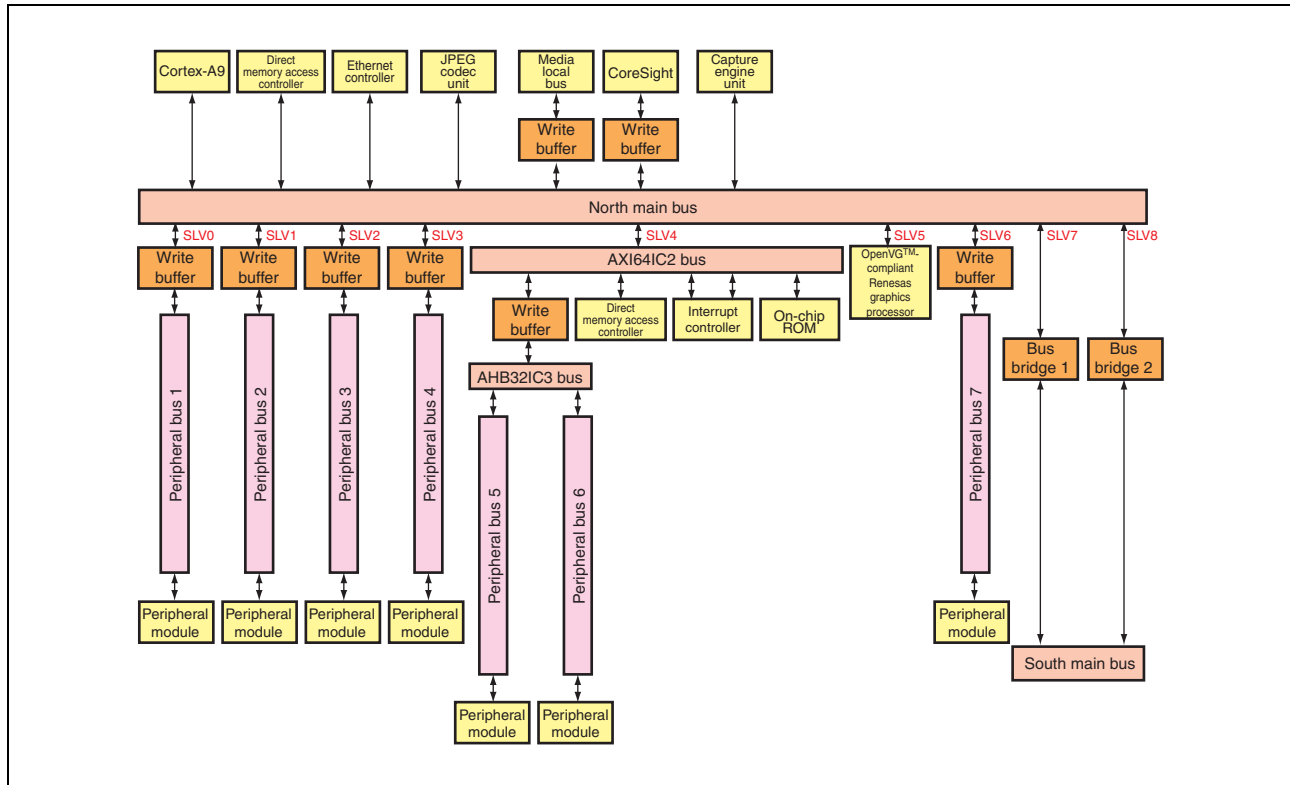 Cortex-A9
Direct
memory access
controller
Ethernet
controller
JPEG
codec
unit
Media
local
bus
CoreSight
Capture
engine
unit
Write
buffer
Write
buffer
North main bus
SLV0
SLV1
SLV2
SLV3
SLV4
SLV5
SLV6
SLV7
SLV8
Write
buffer
Write
buffer
Write
buffer
Write
buffer
AXI64IC2 bus
OpenVG™-
compliant
Renesas
graphics
processor
Write
buffer
Write
buffer
Direct
memory access
controller
Interrupt
controller
On-chip
ROM
Bus
bridge 1
Bus
bridge 2
AHB32IC3 bus
Peripheral bus 1
Peripheral bus 2
Peripheral bus 3
Peripheral bus 4
Peripheral bus 5
Peripheral bus 6
Peripheral bus 7
Peripheral
module
Peripheral
module
Peripheral
module
Peripheral
module
Peripheral
module
South main bus
Peripheral
module
Peripheral
module